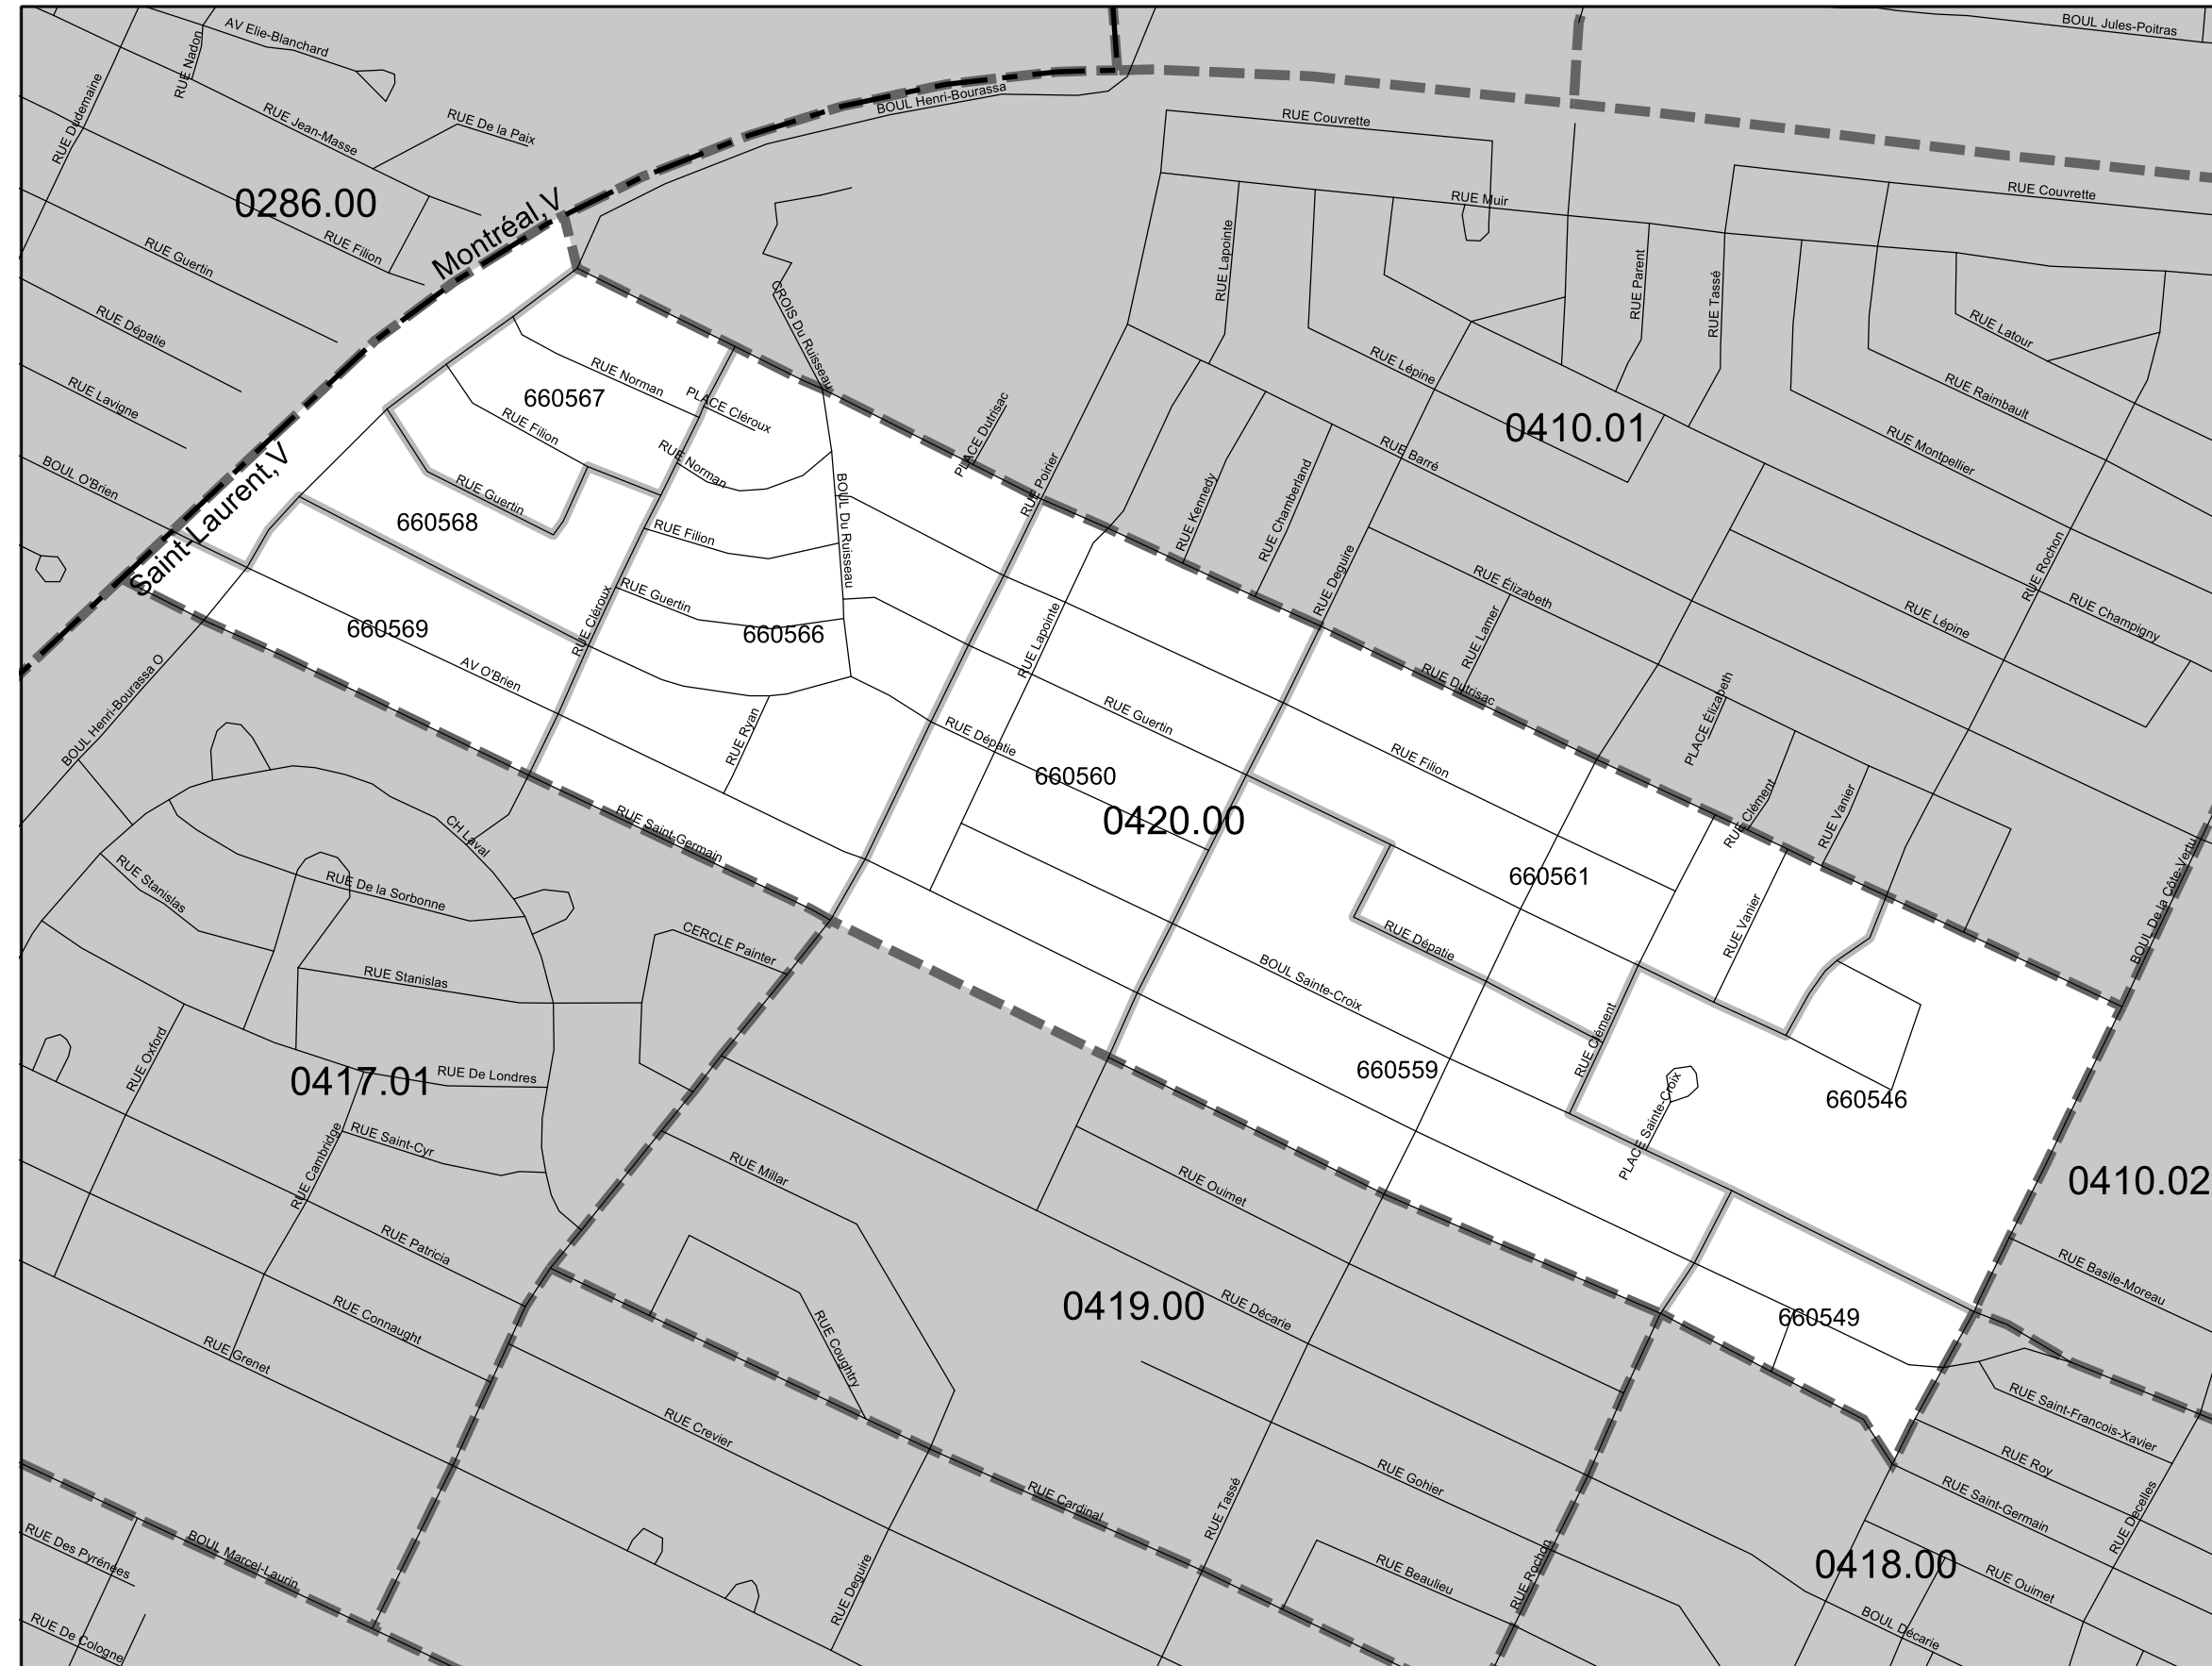 BOUL Jules-Poitras
AV Elie-Blanchard
RUE Nadon
RUE Dudemaine
RUE Jean-Masse
RUE De la Paix
BOUL Henri-Bourassa
RUE Couvrette
RUE Couvrette
RUE Muir
0286.00
Montréal,V
RUE Filion
RUE Guertin
RUE Lapointe
RUE Parent
RUE Tassé
RUE Dépatie
RUE Latour
CROIS Du Ruisseau
RUE Lépine
RUE Raimbault
RUE Lavigne
RUE Norman
660567
PLACE Cléroux
PLACE Dutrisac
0410.01
RUE Barré
RUE Montpellier
RUE Filion
RUE Norman
BOUL O'Brien
Saint-Laurent,V
RUE Guertin
660568
RUE Filion
BOUL Du Ruisseau
RUE Poirier
RUE Kennedy
RUE Chamberland
RUE Deguire
RUE Élizabeth
RUE Rochon
RUE Champigny
RUE Lépine
RUE Guertin
RUE Cléroux
660569
660566
RUE Lapointe
RUE Lamer
RUE Dutrisac
AV O'Brien
PLACE Élizabeth
BOUL Henri-Bourassa O
RUE Ryan
RUE Dépatie
RUE Guertin
RUE Filion
660560
0420.00
RUE Clément
RUE Vanier
RUE Saint-Germain
CH Laval
RUE Stanislas
RUE De la Sorbonne
660561
BOUL De la Côte-Vertu
RUE Vanier
CERCLE Painter
RUE Dépatie
RUE Stanislas
BOUL Sainte-Croix
RUE Clément
RUE Oxford
0417.01
RUE De Londres
660559
PLACE Sainte-Croix
660546
RUE Saint-Cyr
RUE Cambridge
RUE Millar
RUE Ouimet
0410.02
RUE Patricia
RUE Connaught
RUE Grenet
0419.00
RUE Décarie
RUE Basile-Moreau
660549
RUE Coughtry
RUE Crevier
RUE Saint-Francois-Xavier
RUE Roy
RUE Gohier
RUE Cardinal
RUE Tassé
RUE Saint-Germain
RUE Decelles
BOUL Marcel-Laurin
RUE Des Pyrénées
RUE Deguire
RUE Beaulieu
RUE Rochon
0418.00
RUE Ouimet
BOUL Décarie
RUE De Cologne